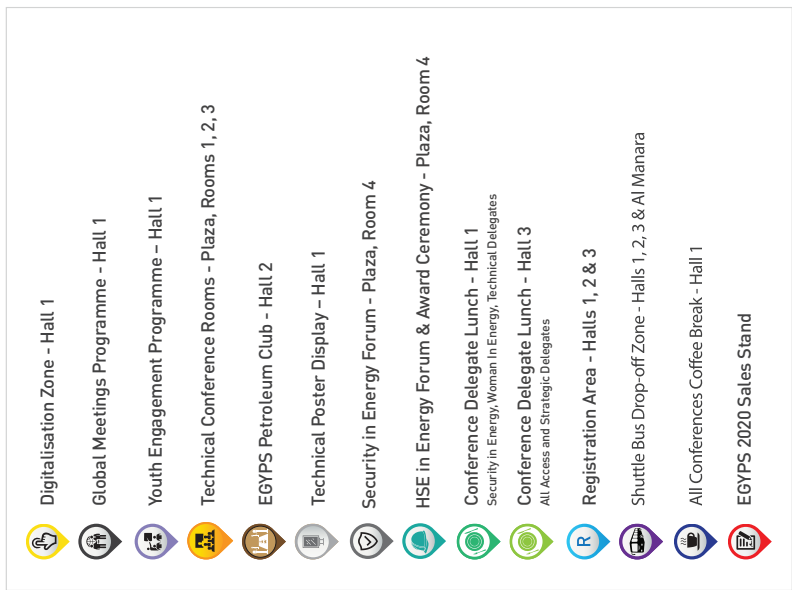 Digitalisation Zone - Hall 1
Global Meetings Programme - Hall 1
Youth Engagement Programme – Hall 1
Technical Conference Rooms - Plaza, Rooms 1, 2, 3
EGYPS Petroleum Club - Hall 2
Technical Poster Display – Hall 1
Security in Energy Forum - Plaza, Room 4
HSE in Energy Forum & Award Ceremony - Plaza, Room 4
Conference Delegate Lunch - Hall 1
Security in Energy, Woman In Energy, Technical Delegates
Conference Delegate Lunch - Hall 3
All Access and Strategic Delegates
R Registration Area - Halls 1, 2 & 3
Shuttle Bus Drop-off Zone - Halls 1, 2, 3 & Al Manara
All Conferences Coffee Break - Hall 1
EGYPS 2020 Sales Stand